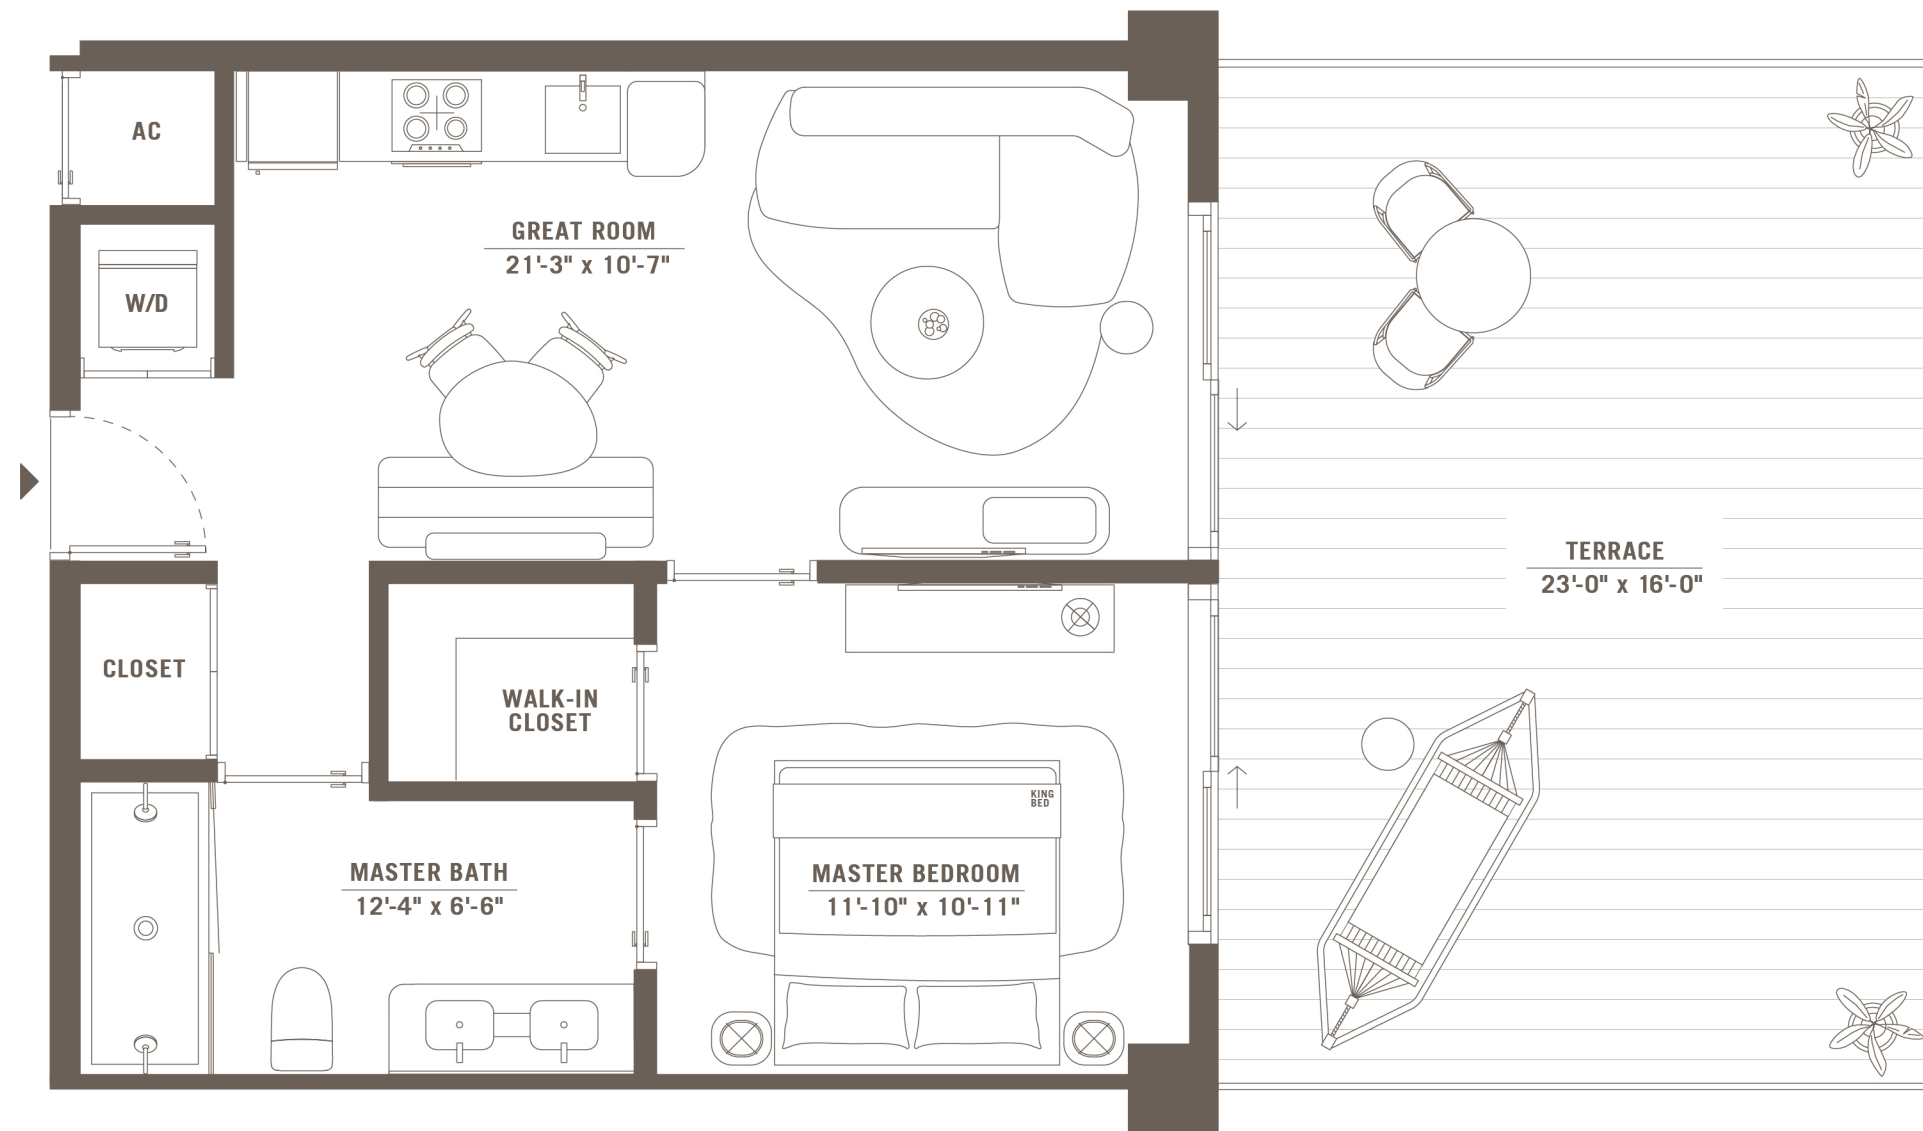 AC
GREAT ROOM
21'-3" x 10'-7"
W/D
TERRACE
23'-0" x 16'-0"
CLOSET
WALK-IN
CLOSET
KING
BED
MASTER BATH
12'-4" x 6'-6"
MASTER BEDROOM
11'-10" x 10'-11"